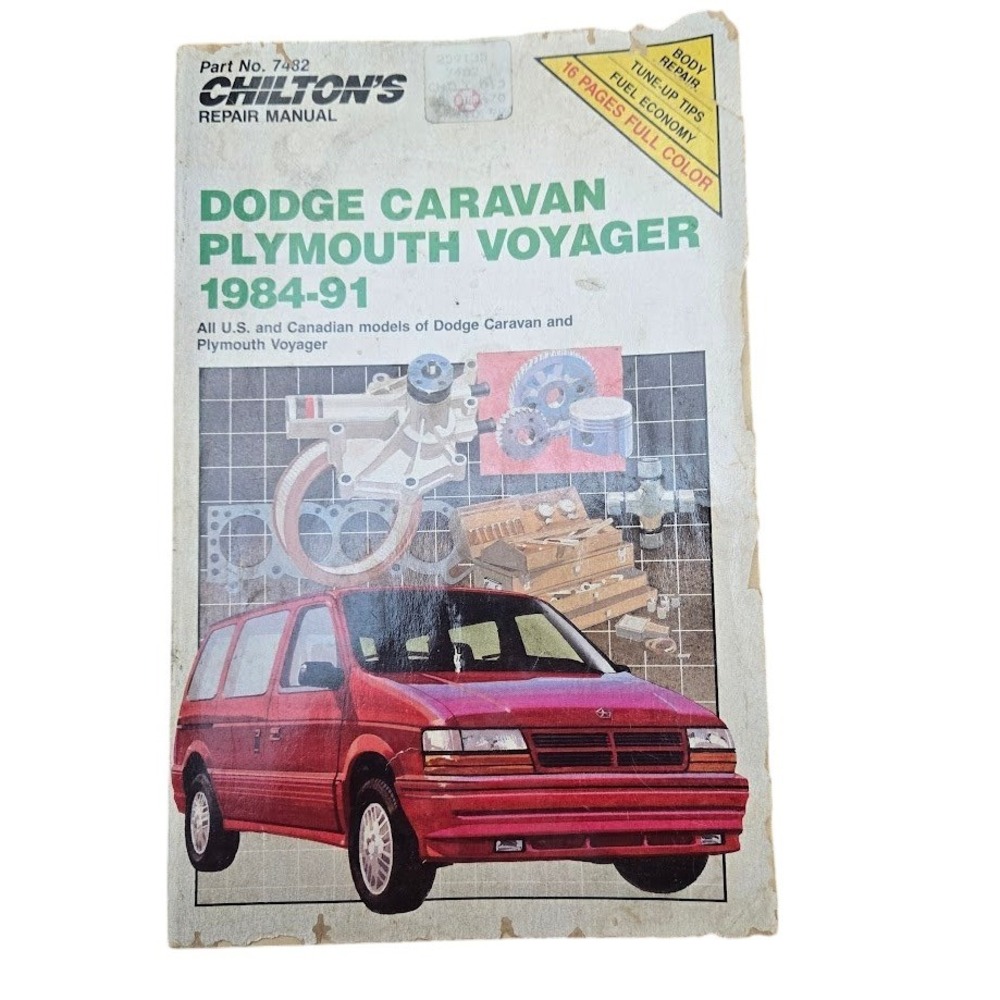 Part No. 7482
CHILTON'S
REPAIR MANUAL
BODY
REPAIR
TUNE-UP TIPS
FUEL ECONOMY
16 PAGES FULL COLOR
DODGE CARAVAN
PLYMOUTH VOYAGER
1984-91
All U.S. and Canadian models of Dodge Caravan and
Plymouth Voyager